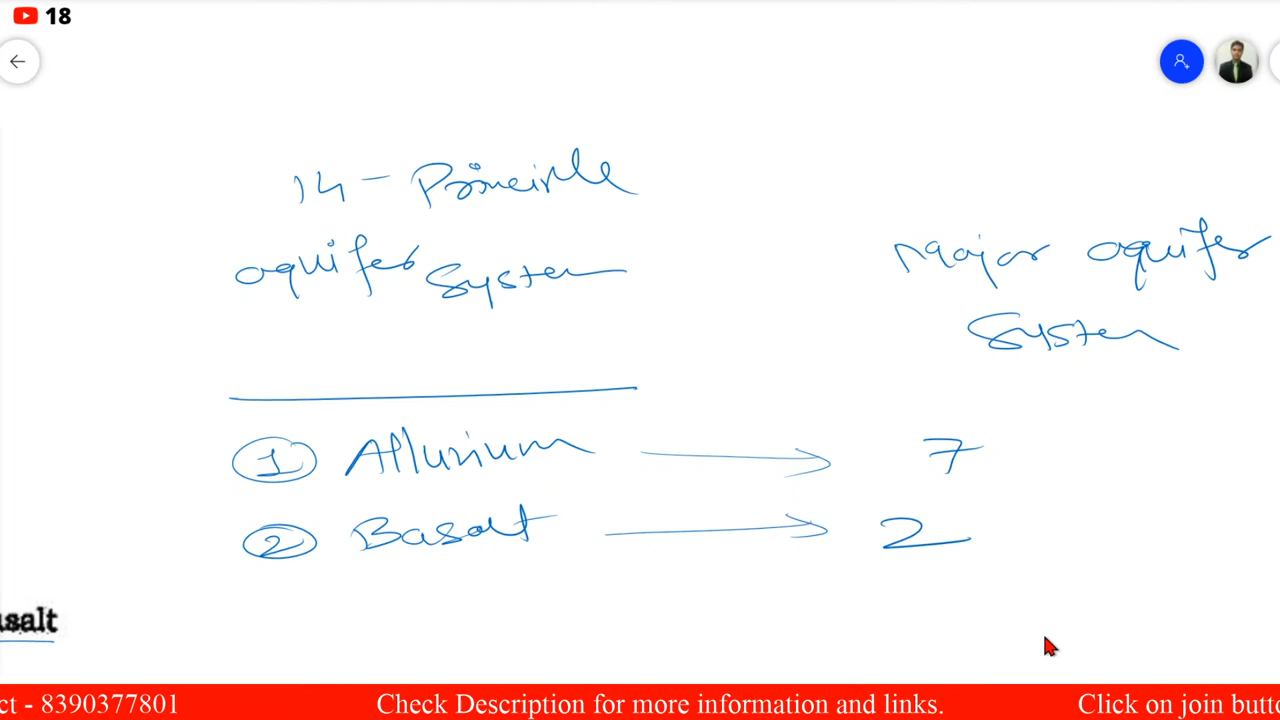 18
14 - Principle
aquifer System
Major aquifer
System
1 Alluvium → 7
2 Basalt → 2
asalt
ct - 8390377801 Check Description for more information and links. Click on join butto